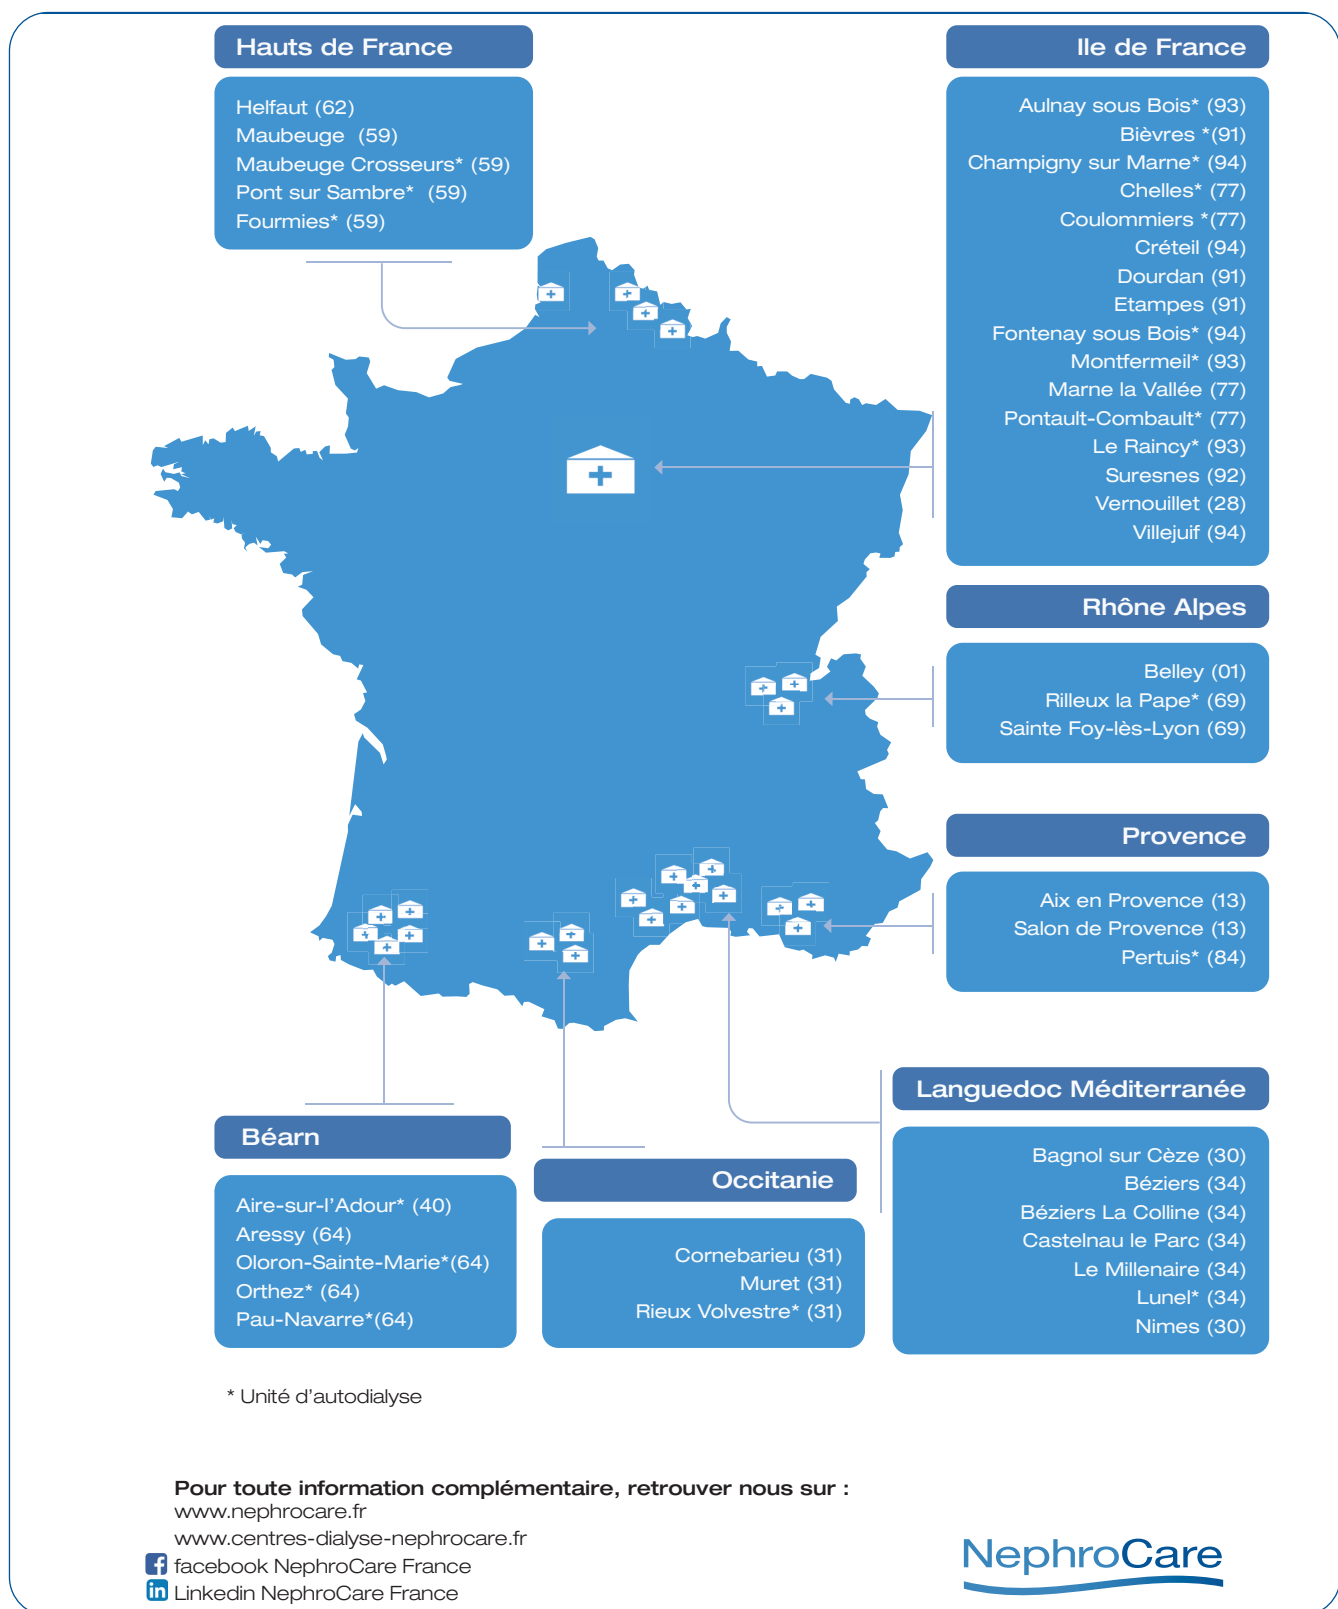 Hauts de France
Helfaut (62)
Maubeuge (59)
Maubeuge Crosseurs* (59)
Pont sur Sambre* (59)
Fourmies* (59)
Ile de France
Aulnay sous Bois* (93)
Bièvres *(91)
Champigny sur Marne* (94)
Chelles* (77)
Coulommiers *(77)
Créteil (94)
Dourdan (91)
Etampes (91)
Fontenay sous Bois* (94)
Montfermeil* (93)
Marne la Vallée (77)
Pontault-Combault* (77)
Le Raincy* (93)
Suresnes (92)
Vernouillet (28)
Villejuif (94)
Rhône Alpes
Belley (01)
Rilleux la Pape* (69)
Sainte Foy-lès-Lyon (69)
Provence
Aix en Provence (13)
Salon de Provence (13)
Pertuis* (84)
Languedoc Méditerranée
Bagnol sur Cèze (30)
Béziers (34)
Béziers La Colline (34)
Castelnau le Parc (34)
Le Millenaire (34)
Lunel* (34)
Nimes (30)
Béarn
Aire-sur-l'Adour* (40)
Aressy (64)
Oloron-Sainte-Marie*(64)
Orthez* (64)
Pau-Navarre*(64)
Occitanie
Cornebarieu (31)
Muret (31)
Rieux Volvestre* (31)
* Unité d'autodialyse
Pour toute information complémentaire, retrouver nous sur :
www.nephrocare.fr
www.centres-dialyse-nephrocare.fr
facebook NephroCare France
Linkedin NephroCare France
NephroCare